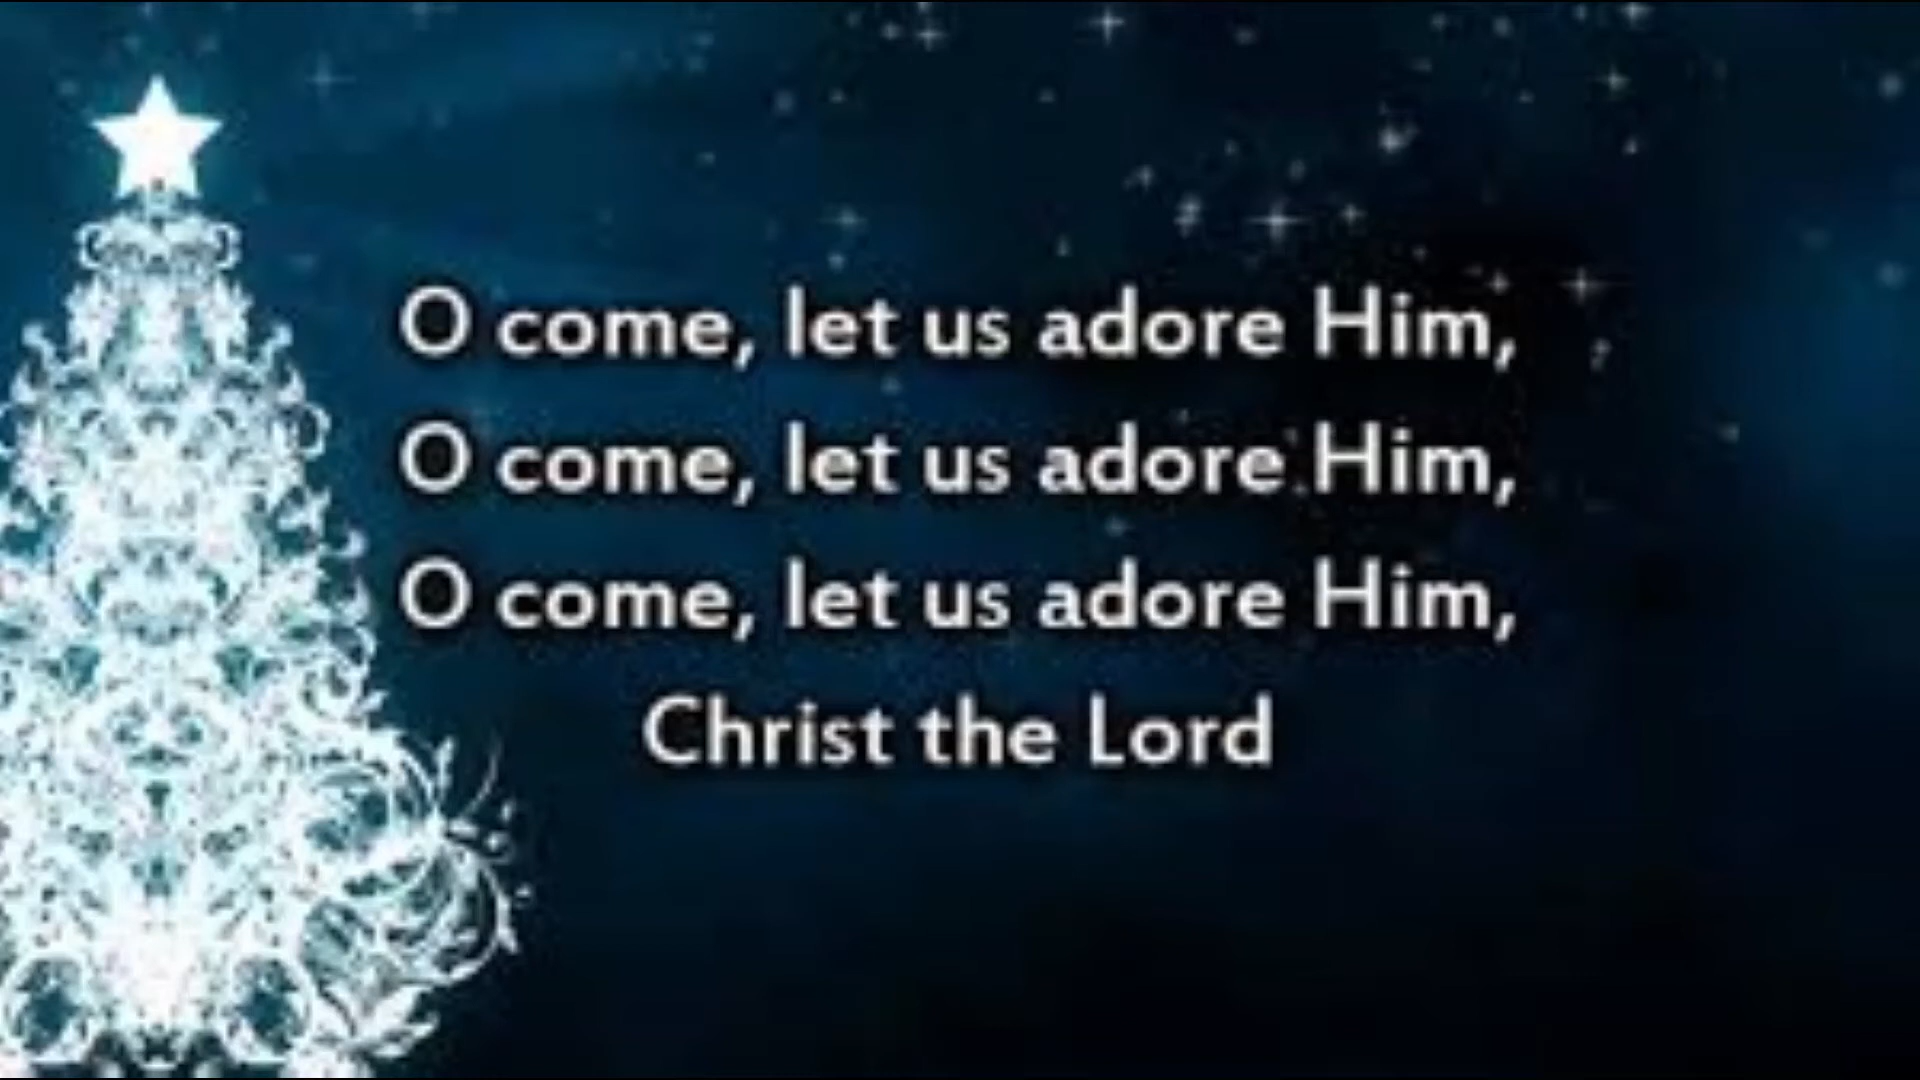 O come, let us adore Him,
O come, let us adore Him,
O come, let us adore Him,
Christ the Lord